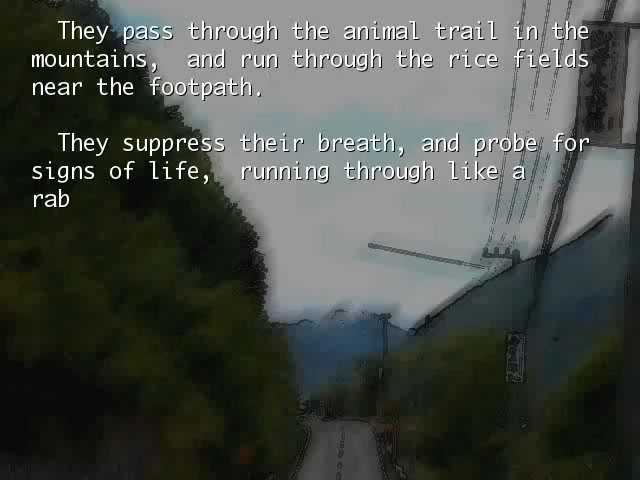 They pass through the animal trail in the
mountains,  and run through the rice fields
near the footpath.
They suppress their breath, and probe for
signs of life,  running through like a
rab